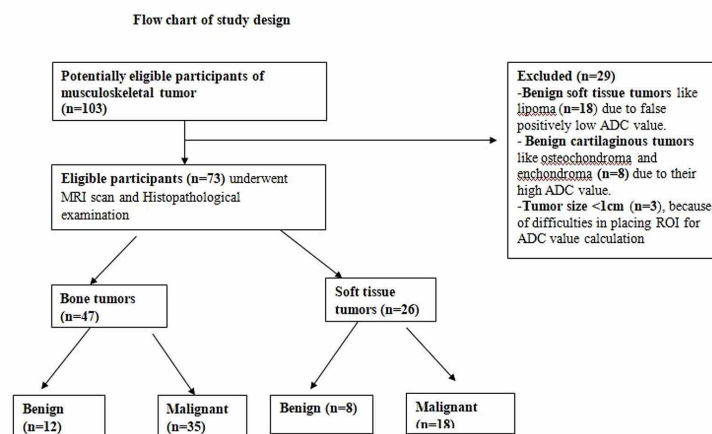 Flow chart of study design
Potentially eligible participants of
musculoskeletal tumor
(n=103)
Excluded (n=29)
-Benign soft tissue tumors like
lipoma (n=18) due to false
positively low ADC value.
- Benign cartilaginous tumors
like osteochondroma and
enchondroma (n=8) due to their
high ADC value.
-Tumor size <1cm (n=3), because
of difficulties in placing ROI for
ADC value calculation
Eligible participants (n=73) underwent
MRI scan and Histopathological
examination
Bone tumors
(n=47)
Soft tissue
tumors (n=26)
Benign
(n=12)
Malignant
(n=35)
Benign (n=8)
Malignant
(n=18)